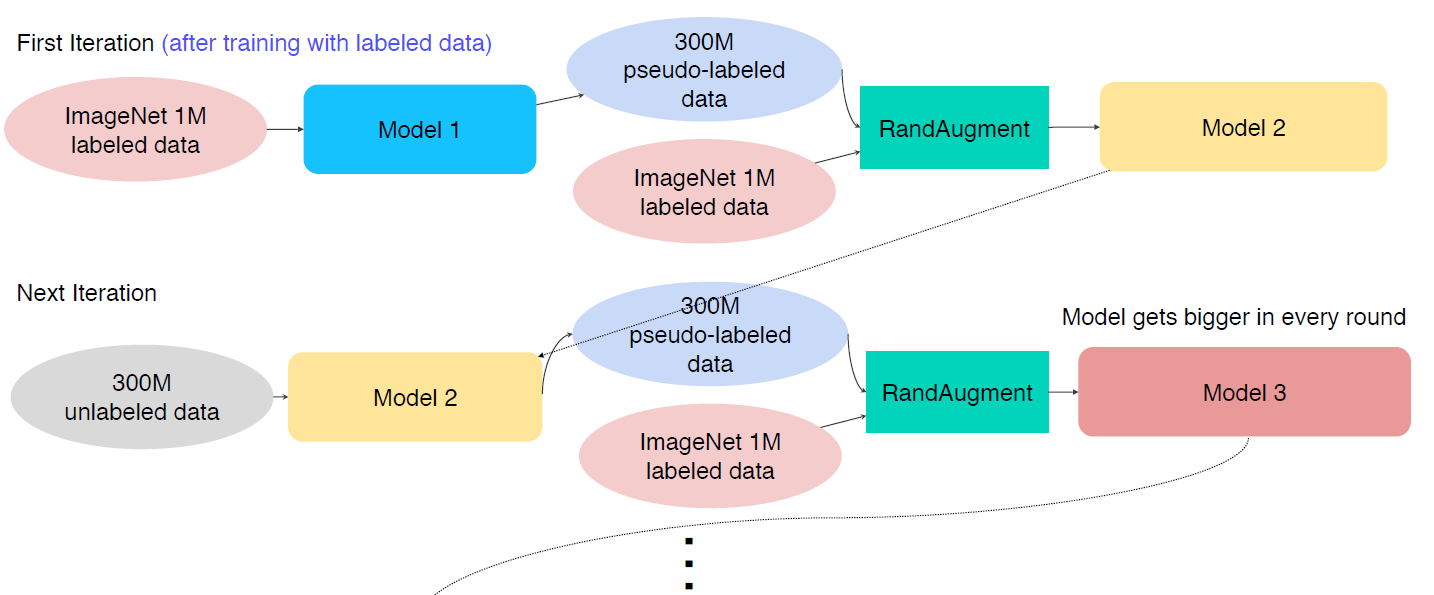 First Iteration (after training with labeled data)
ImageNet 1M
labeled data
Model 1
300M
pseudo-labeled
data
ImageNet 1M
labeled data
RandAugment
Model 2
Next Iteration
300M
unlabeled data
Model 2
300M
pseudo-labeled
data
ImageNet 1M
labeled data
RandAugment
Model gets bigger in every round
Model 3